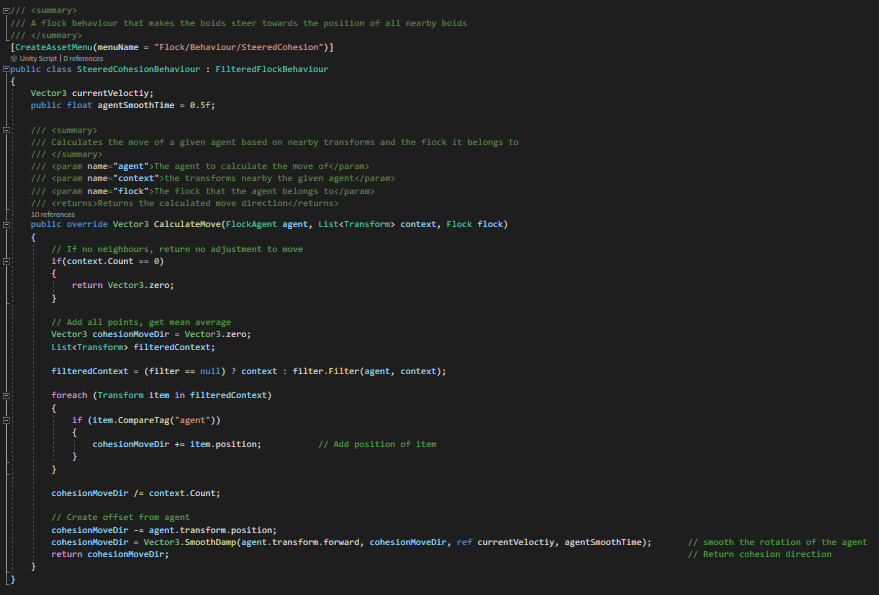 /// <summary>
/// A flock behaviour that makes the boids steer towards the position of all nearby boids
/// </summary>
[CreateAssetMenu(menuName = "Flock/Behaviour/SteeredCohesion")]
Unity Script | 0 references
public class SteeredCohesionBehaviour : FilteredFlockBehaviour
{
Vector3 currentVeloctiy;
public float agentSmoothTime = 0.5f;
/// <summary>
/// Calculates the move of a given agent based on nearby transforms and the flock it belongs to
/// </summary>
/// <param name="agent">The agent to calculate the move of</param>
/// <param name="context">the transforms nearby the given agent</param>
/// <param name="flock">The flock that the agent belongs to</param>
/// <returns>Returns the calculated move direction</returns>
10 references
public override Vector3 CalculateMove(FlockAgent agent, List<Transform> context, Flock flock)
{
// If no neighbours, return no adjustment to move
if(context.Count == 0)
{
return Vector3.zero;
}
// Add all points, get mean average
Vector3 cohesionMoveDir = Vector3.zero;
List<Transform> filteredContext;
filteredContext = (filter == null) ? context : filter.Filter(agent, context);
foreach (Transform item in filteredContext)
{
if (item.CompareTag("agent"))
{
cohesionMoveDir += item.position; // Add position of item
}
}
cohesionMoveDir /= context.Count;
// Create offset from agent
cohesionMoveDir -= agent.transform.position;
cohesionMoveDir = Vector3.SmoothDamp(agent.transform.forward, cohesionMoveDir, ref currentVeloctiy, agentSmoothTime); // smooth the rotation of the agent
return cohesionMoveDir; // Return cohesion direction
}
}